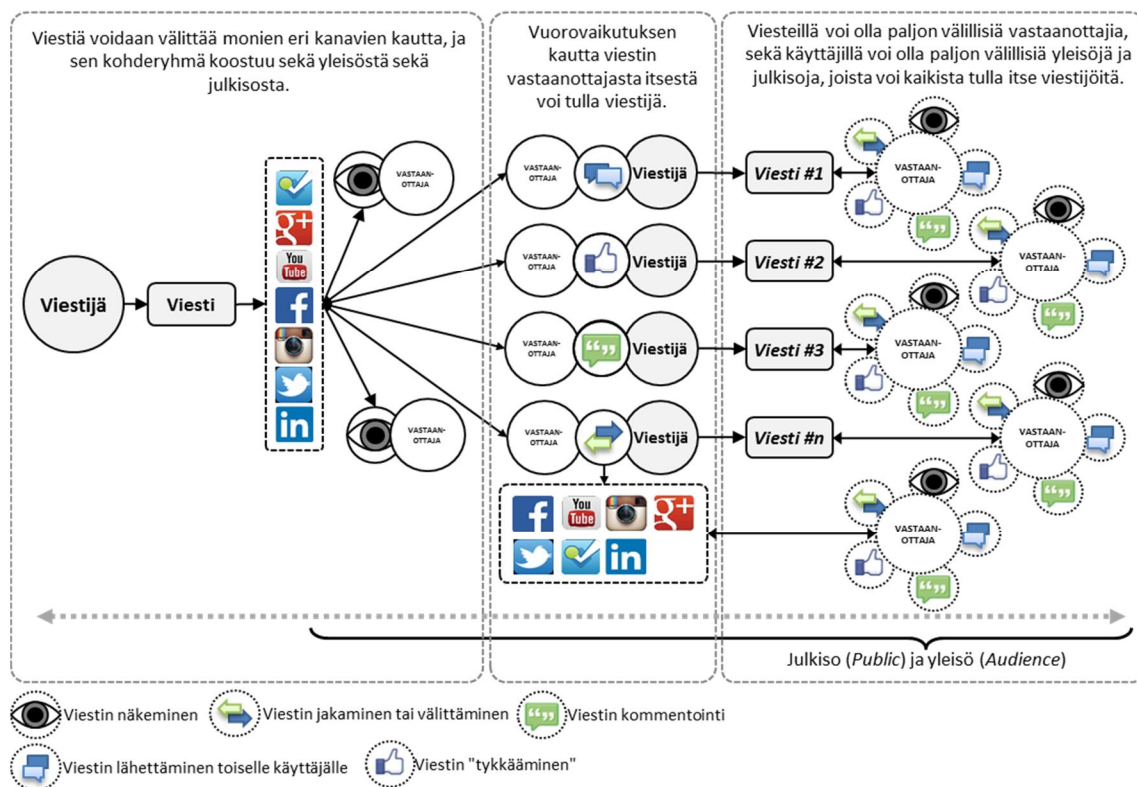 Viestiä voidaan välittää monien eri kanavien kautta, ja
sen kohderyhmä koostuu sekä yleisöstä sekä
julkisosta.
Vuorovaikutuksen
kautta viestin
vastaanottajasta itsestä
voi tulla viestijä.
Viesteillä voi olla paljon välillisiä vastaanottajia,
sekä käyttäjillä voi olla paljon välillisiä yleisöjä ja
julkisoja, joista voi kaikista tulla itse viestijöitä.
Viestijä
Viesti
g+
You
Tube
f
in
VASTAAN-
OTTAJA
VASTAAN-
OTTAJA
VASTAAN-
OTTAJA
Viestijä
Viesti #1
VASTAAN-
OTTAJA
VASTAAN-
OTTAJA
Viestijä
Viesti #2
VASTAAN-
OTTAJA
VASTAAN-
OTTAJA
Viestijä
Viesti #3
VASTAAN-
OTTAJA
VASTAAN-
OTTAJA
Viestijä
Viesti #n
VASTAAN-
OTTAJA
f
You
Tube
g+
in
VASTAAN-
OTTAJA
Julkiso (Public) ja yleisö (Audience)
Viestin näkeminen
Viestin jakaminen tai välittäminen
Viestin kommentointi
Viestin lähettäminen toiselle käyttäjälle
Viestin "tykkääminen"